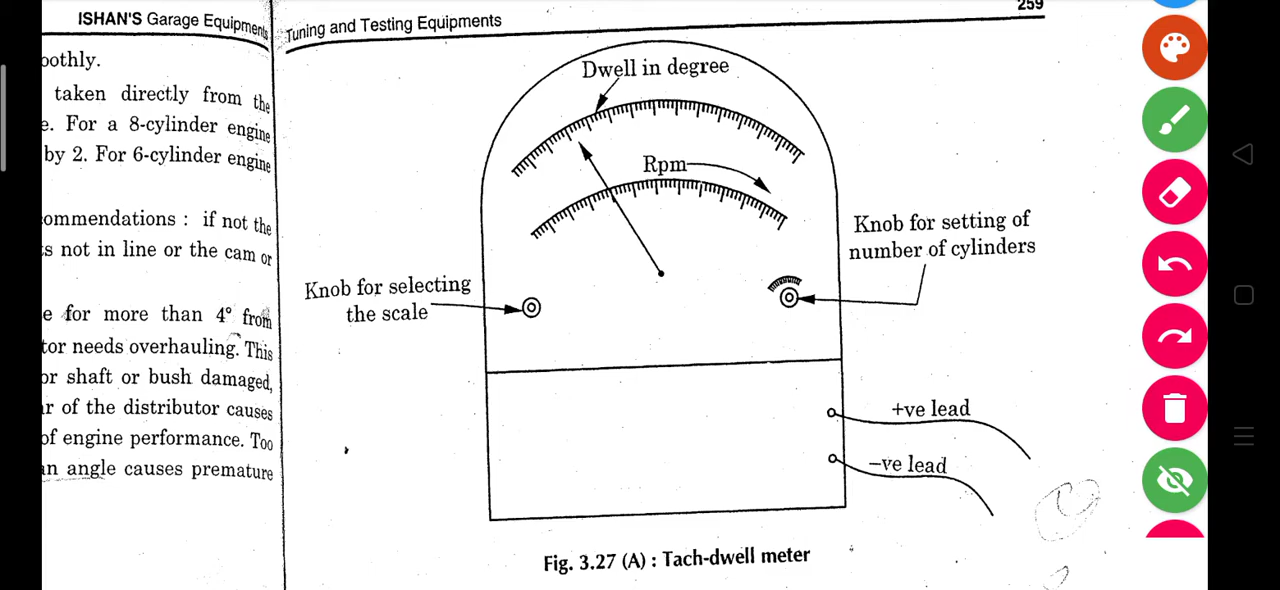 ISHAN'S Garage Equipments
oothly.
taken directly from the
e. For a 8-cylinder engine
by 2. For 6-cylinder engine
ommendations : if not the
s not in line or the cam or
e for more than 4° from
tor needs overhauling. This
or shaft or bush damaged,
r of the distributor causes
of engine performance. Too
n angle causes premature
Tuning and Testing Equipments
259
Dwell in degree
Rpm
Knob for setting of
number of cylinders
Knob for selecting
the scale
+ve lead
–ve lead
Fig. 3.27 (A) : Tach-dwell meter